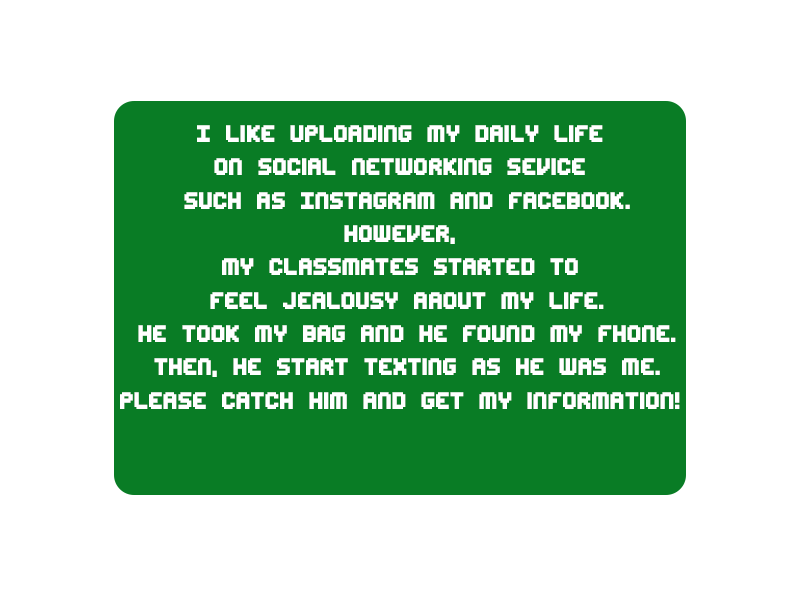 I LIKE UPLOADING MY DAILY LIFE
ON SOCIAL NETWORKING SEVICE
SUCH AS INSTAGRAM AND FACEBOOK.
HOWEVER,
MY CLASSMATES STARTED TO
FEEL JEALOUSY AAOUT MY LIFE.
HE TOOK MY BAG AND HE FOUND MY FHONE.
THEN, HE START TEXTING AS HE WAS ME.
PLEASE CATCH HIM AND GET MY INFORMATION!